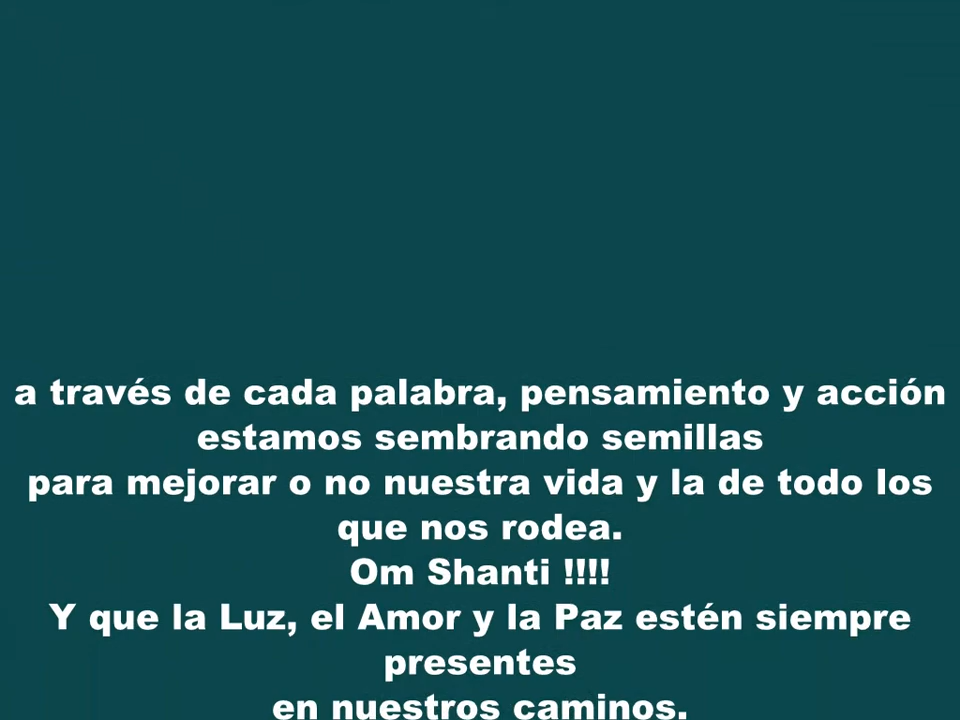 a través de cada palabra, pensamiento y acción
estamos sembrando semillas
para mejorar o no nuestra vida y la de todo los
que nos rodea.
Om Shanti !!!!
Y que la Luz, el Amor y la Paz estén siempre
presentes
en nuestros caminos.